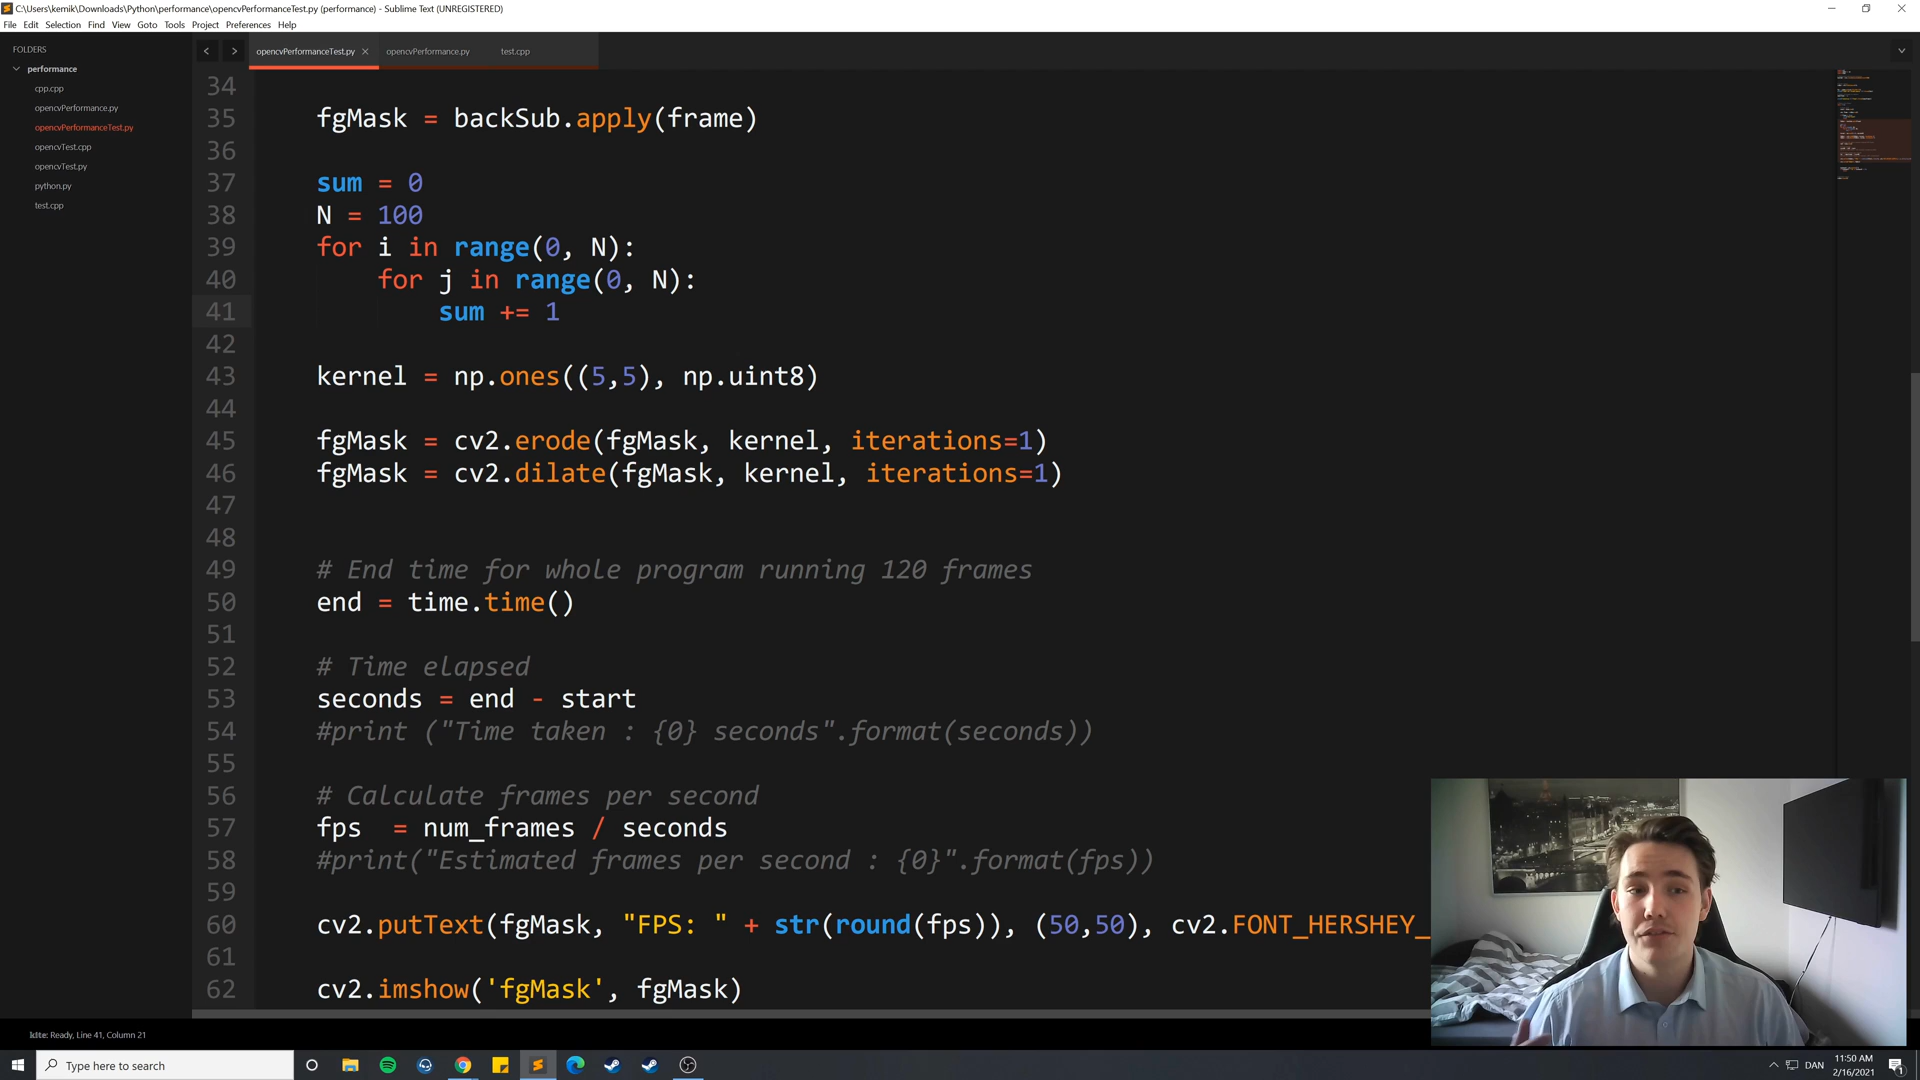 C:\Users\kemik\Downloads\Python\performance\opencvPerformanceTest.py (performance) - Sublime Text (UNREGISTERED)
File Edit Selection Find View Goto Tools Project Preferences Help
FOLDERS
performance
cpp.cpp
opencvPerformance.py
opencvPerformanceTest.py
opencvTest.cpp
opencvTest.py
python.py
test.cpp
opencvPerformanceTest.py opencvPerformance.py test.cpp
34
35 fgMask = backSub.apply(frame)
36
37 sum = 0
38 N = 100
39 for i in range(0, N):
40 for j in range(0, N):
41 sum += 1
42
43 kernel = np.ones((5,5), np.uint8)
44
45 fgMask = cv2.erode(fgMask, kernel, iterations=1)
46 fgMask = cv2.dilate(fgMask, kernel, iterations=1)
47
48
49 # End time for whole program running 120 frames
50 end = time.time()
51
52 # Time elapsed
53 seconds = end - start
54 #print ("Time taken : {0} seconds".format(seconds))
55
56 # Calculate frames per second
57 fps = num_frames / seconds
58 #print("Estimated frames per second : {0}".format(fps))
59
60 cv2.putText(fgMask, "FPS: " + str(round(fps)), (50,50), cv2.FONT_HERSHEY_
61
62 cv2.imshow('fgMask', fgMask)
Ready, Line 41, Column 21
Type here to search
DAN
11:50 AM
2/16/2021